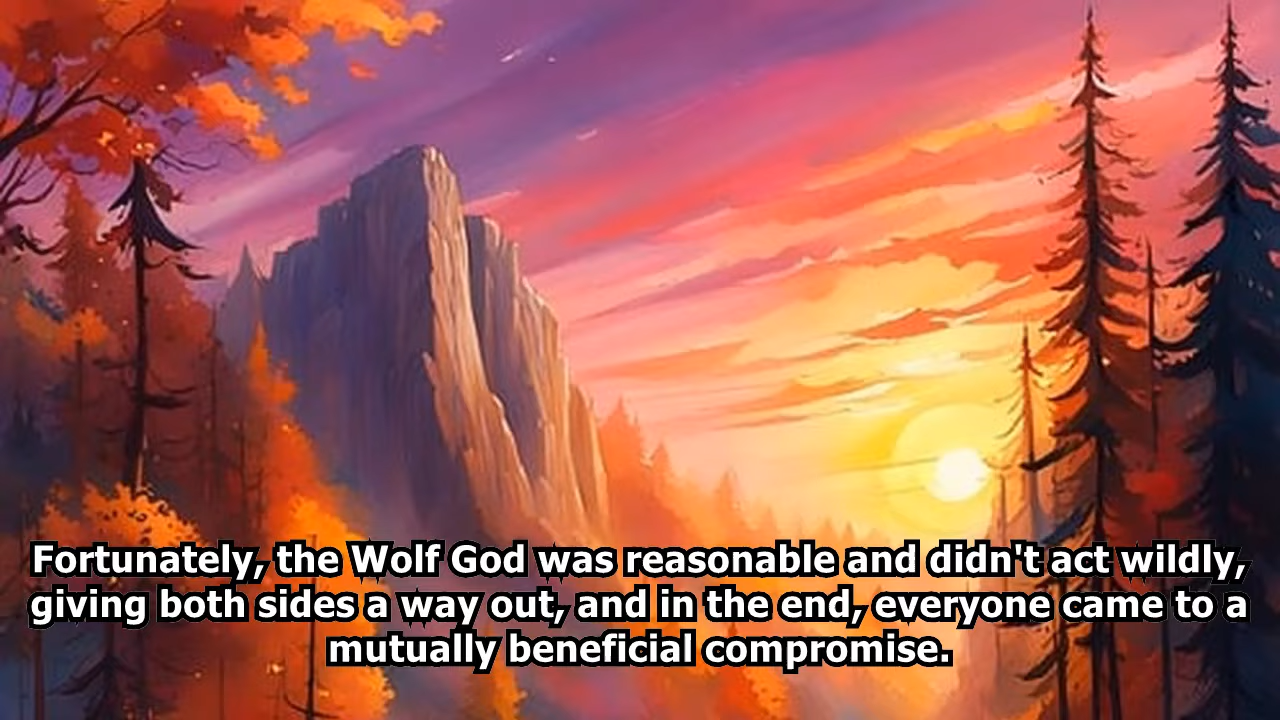 Fortunately, the Wolf God was reasonable and didn't act wildly,
giving both sides a way out, and in the end, everyone came to a
mutually beneficial compromise.